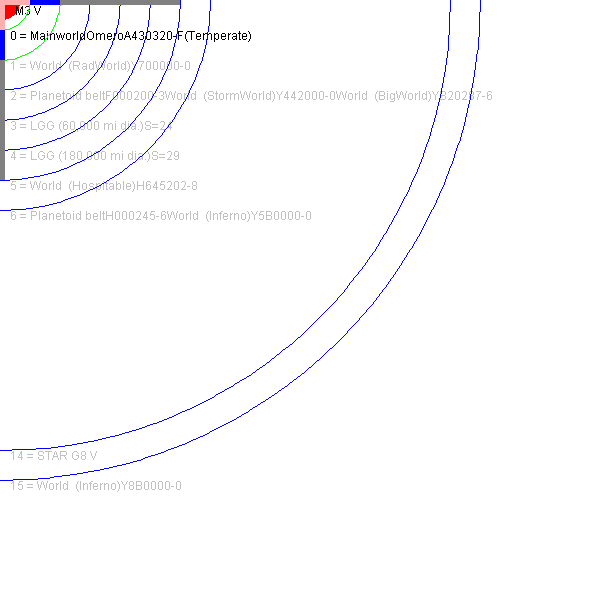 M3 V
0 = MainworldOmeroA430320-F(Temperate)
1 = World  (RadWorld)Y700000-0
2 = Planetoid beltF000200-3World  (StormWorld)Y442000-0World  (BigWorld)YB20267-6
3 = LGG (60,000 mi dia.)S=24
4 = LGG (180,000 mi dia.)S=29
5 = World  (Hospitable)H645202-8
6 = Planetoid beltH000245-6World  (Inferno)Y5B0000-0
14 = STAR G8 V
15 = World  (Inferno)Y8B0000-0